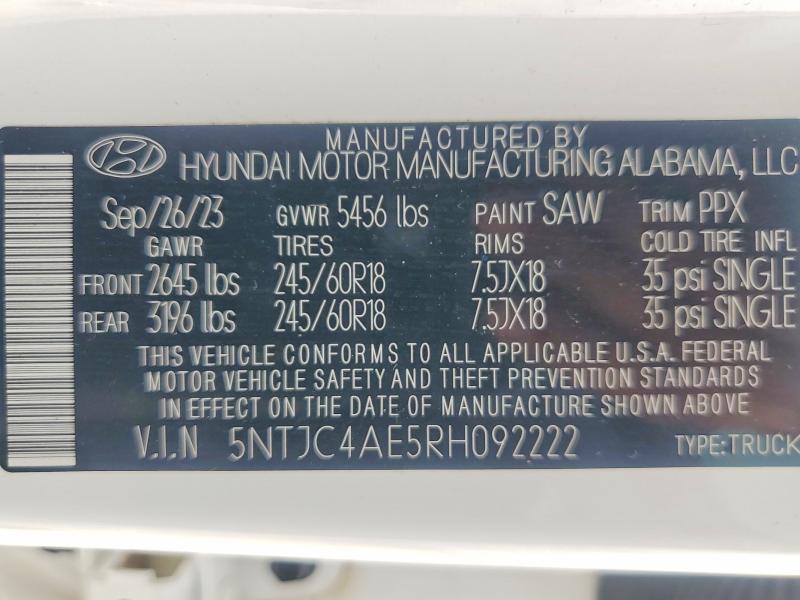 MANUFACTURED BY
HYUNDAI MOTOR MANUFACTURING ALABAMA, LLC
Sep/26/23 GVWR 5456 lbs PAINT SAW TRIM PPX
GAWR TIRES RIMS COLD TIRE INFL
FRONT 2645 lbs 245/60R18 7.5JX18 35 psi SINGLE
REAR 3196 lbs 245/60R18 7.5JX18 35 psi SINGLE
THIS VEHICLE CONFORMS TO ALL APPLICABLE U.S.A. FEDERAL
MOTOR VEHICLE SAFETY AND THEFT PREVENTION STANDARDS
IN EFFECT ON THE DATE OF MANUFACTURE SHOWN ABOVE
V.I.N 5NTJC4AE5RH092222 TYPE:TRUCK